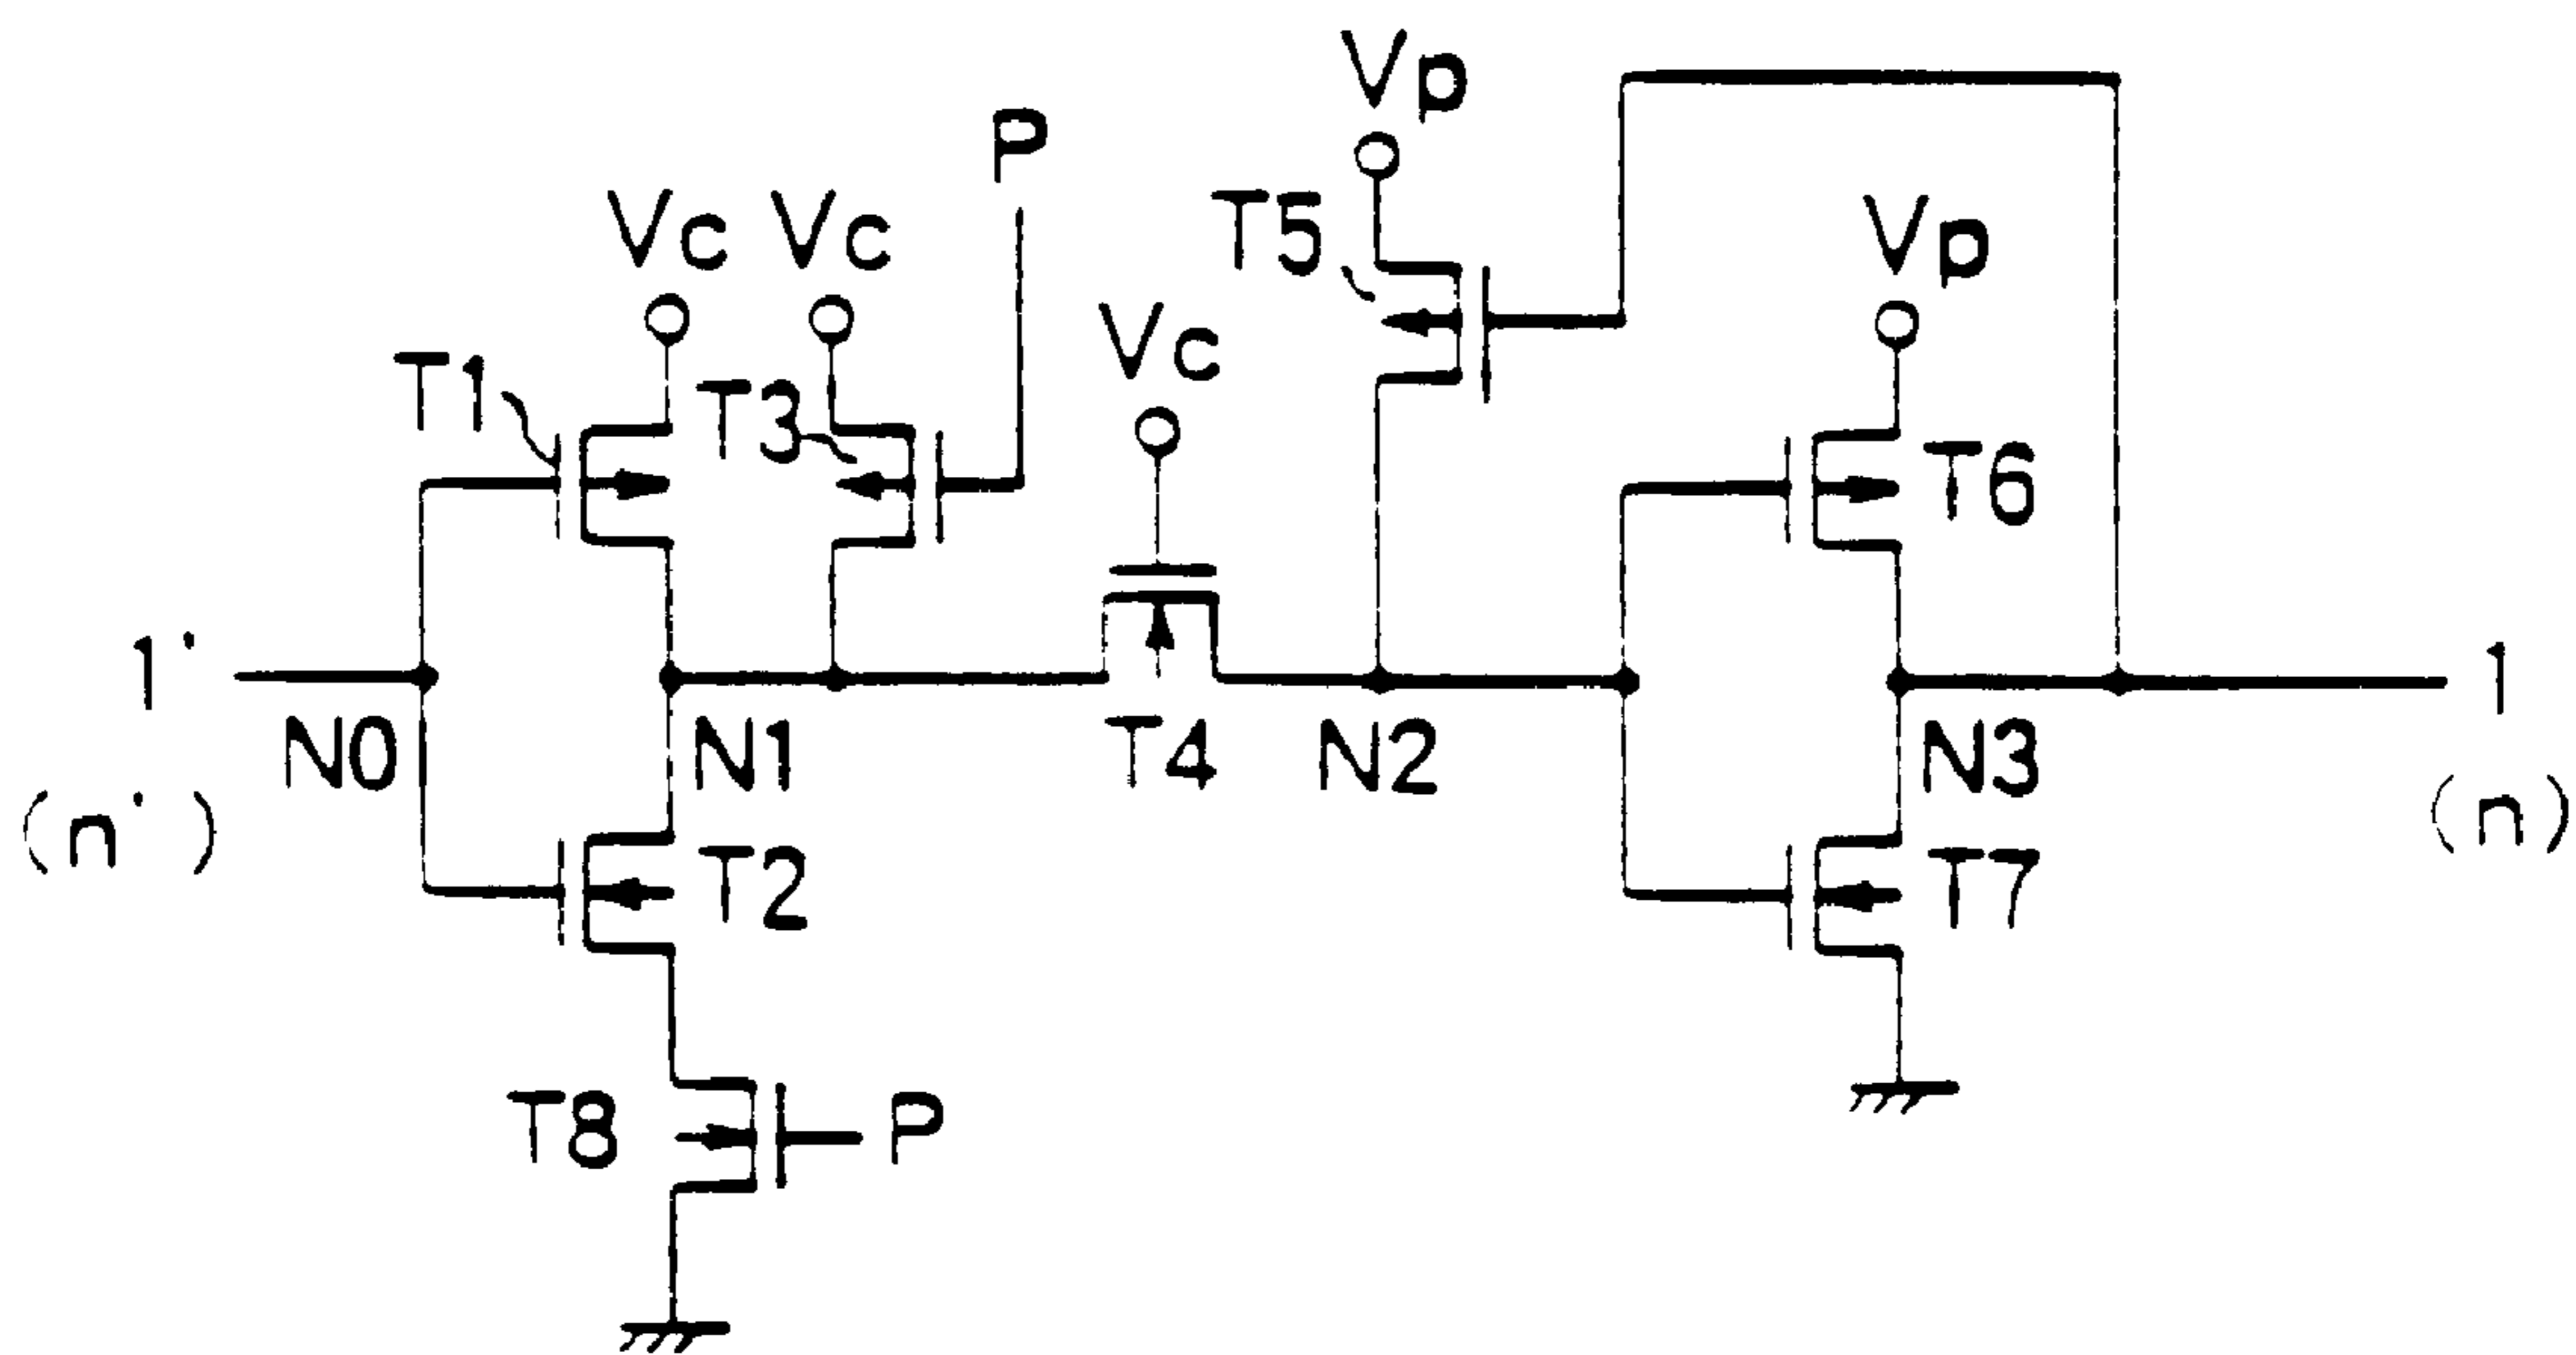 Vp
P
Vc Vc
T5
Vp
Vc
T1
T3
T6
1'
1
N0
N1
T4
N2
N3
(n')
(n)
T2
T7
T8
P